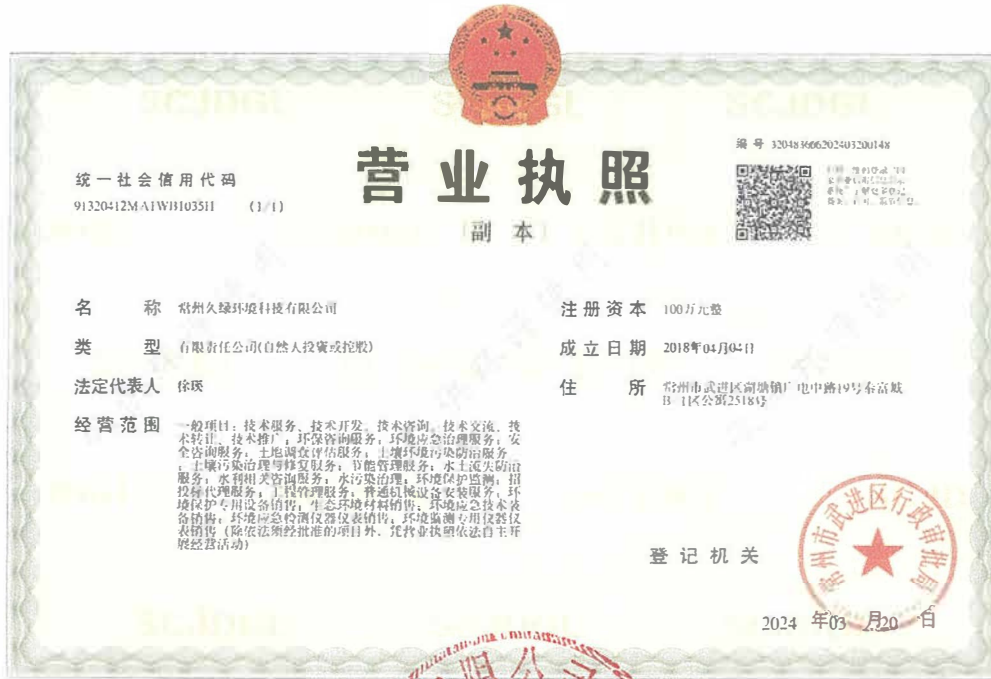 编 号 320483666202403200148
营业执照
统一社会信用代码
91320412MA1WB1035H (1/1)
副 本
名 称 常州久绿环境科技有限公司
注册资本 100万元整
类 型 有限责任公司(自然人投资或控股)
成立日期 2018年04月04日
法定代表人 徐瑛
住 所 常州市武进区湖塘镇广电中路19号泰富城
经营范围 一般项目：技术服务、技术开发、技术咨询、技术交流、技
术转让、技术推广；环保咨询服务；环境应急治理服务；安
全咨询服务；土地调查评估服务；土壤环境污染防治服务
；土壤污染治理与修复服务；节能管理服务；水土流失防治
服务；水利相关咨询服务；水污染治理；环境保护监测；招
投标代理服务；工程管理服务；普通机械设备安装服务；环
境保护专用设备销售；生态环境材料销售；环境应急技术装
备销售；环境应急检测仪器仪表销售；环境监测专用仪器仪
表销售（除依法须经批准的项目外，凭营业执照依法自主开
展经营活动）
登记机关
常州市武进区行政审批局
2024 年03 月20 日
限公司